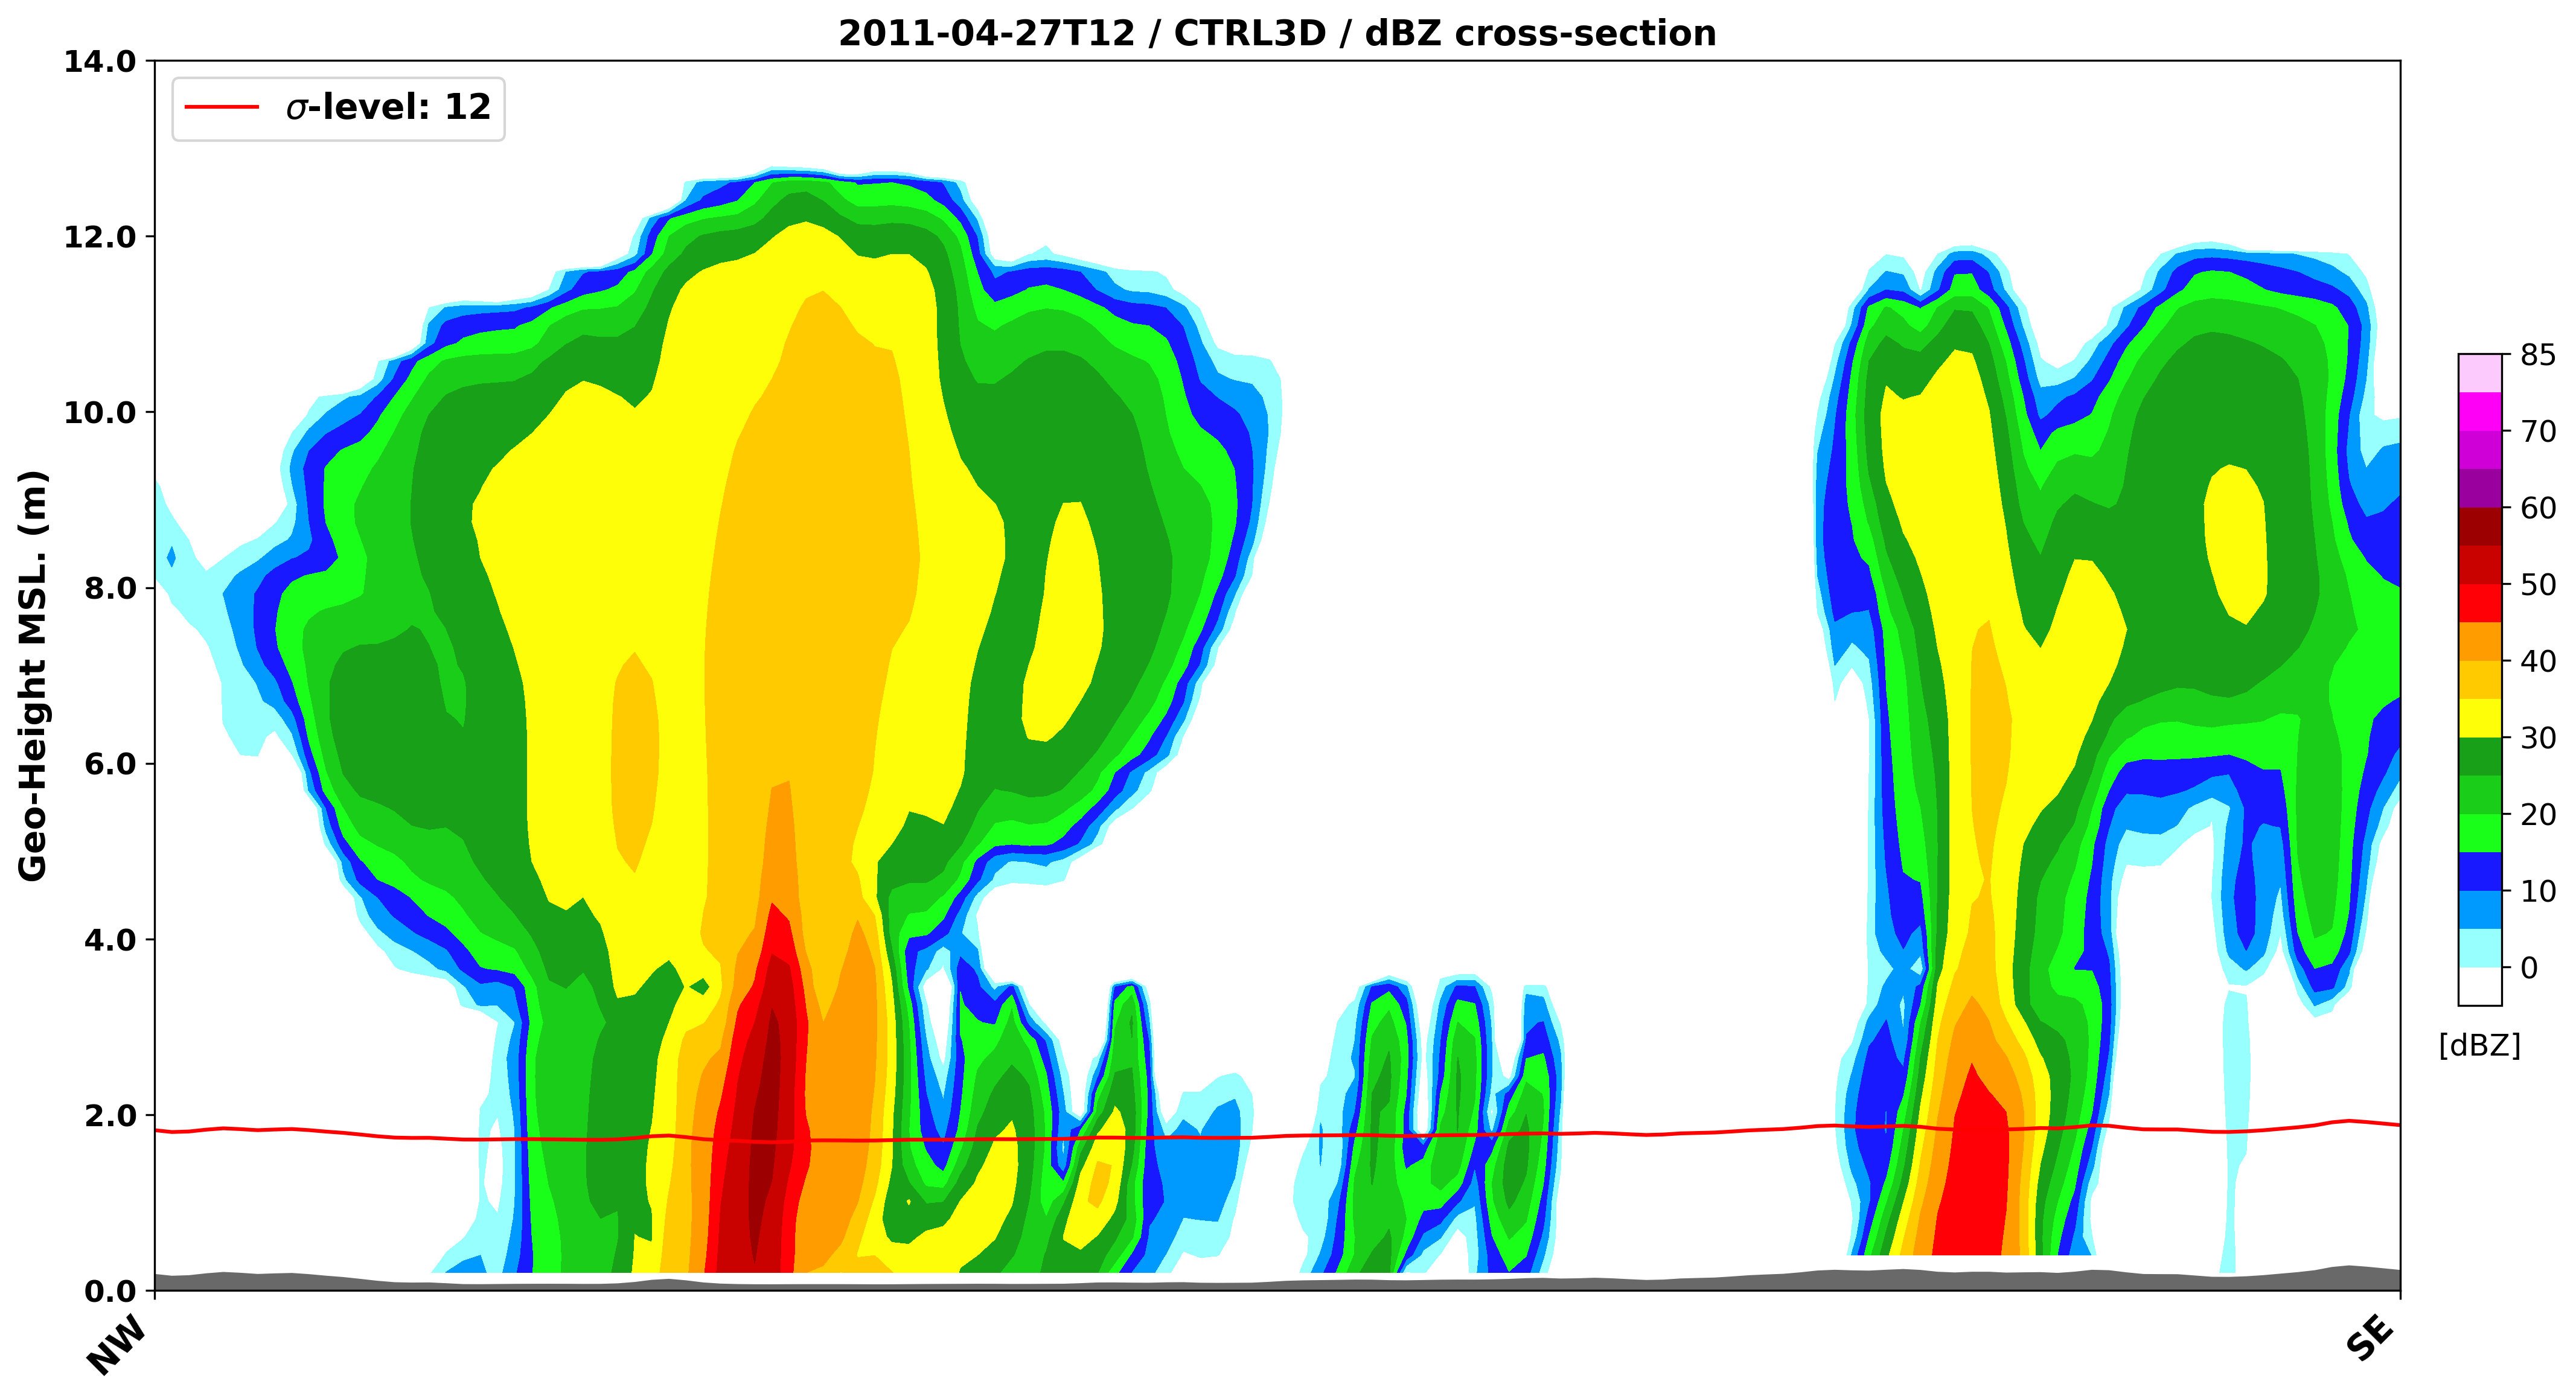 2011-04-27T12 / CTRL3D / dBZ cross-section
σ-level: 12
Geo-Height MSL. (m)
14.0
12.0
10.0
8.0
6.0
4.0
2.0
0.0
NW
SE
85
70
60
50
40
30
20
10
0
[dBZ]